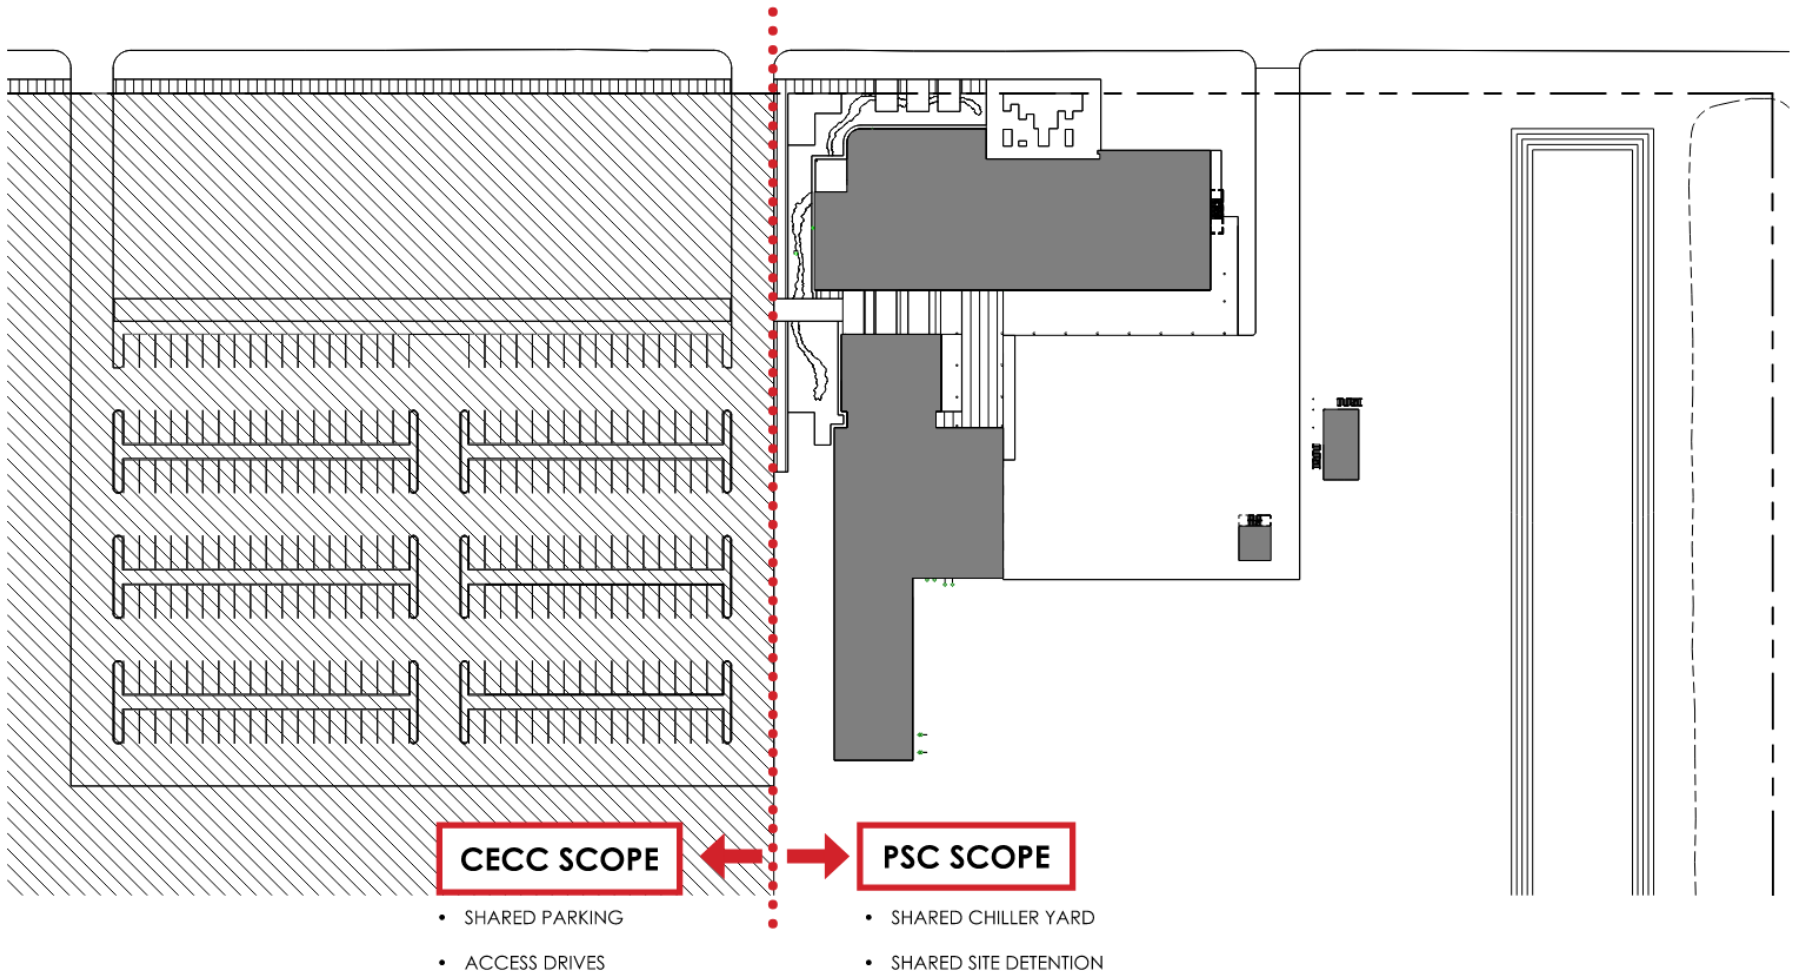 CECC SCOPE
• SHARED PARKING
• ACCESS DRIVES
PSC SCOPE
• SHARED CHILLER YARD
• SHARED SITE DETENTION